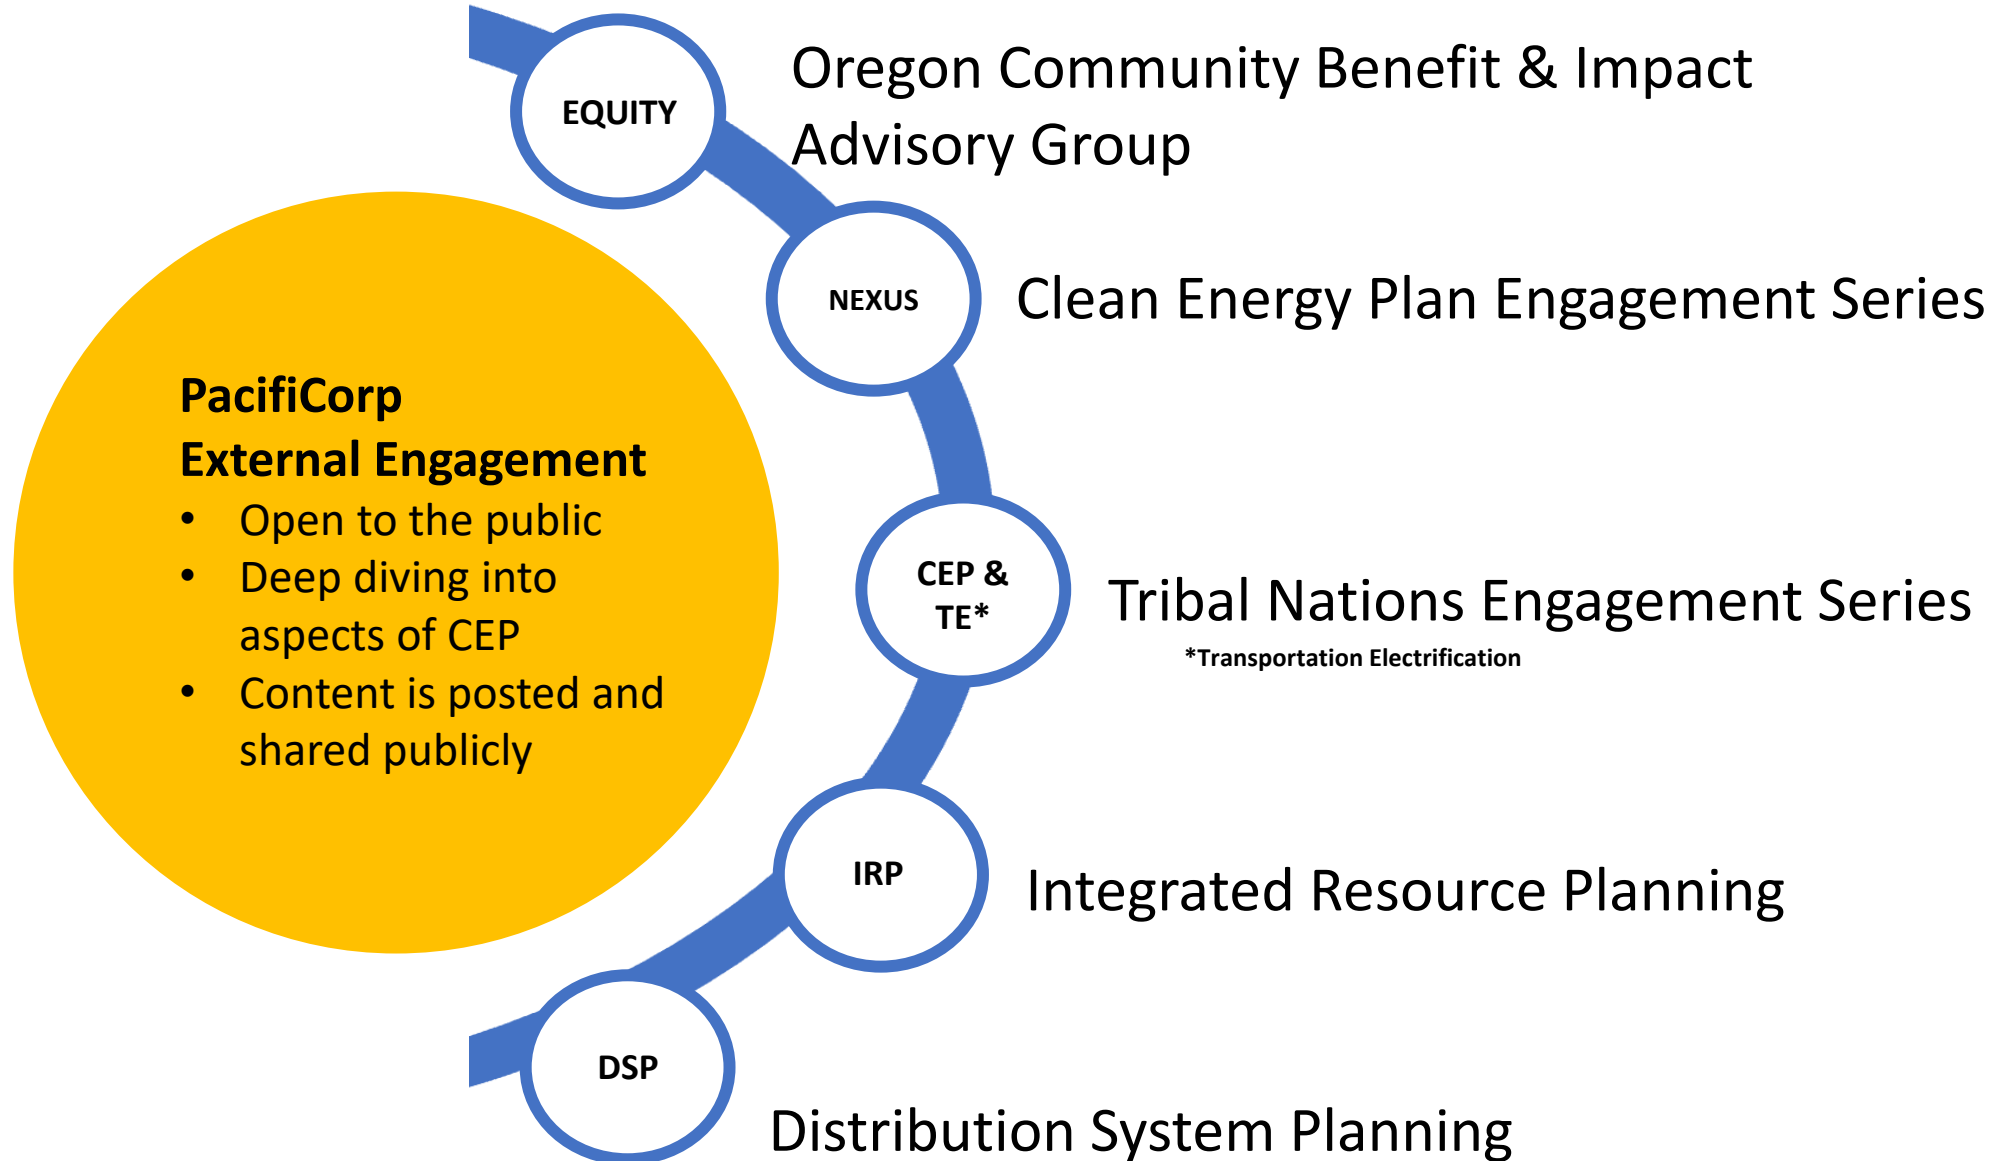 EQUITY
Oregon Community Benefit & Impact
Advisory Group
NEXUS
Clean Energy Plan Engagement Series
PacifiCorp
External Engagement
• Open to the public
• Deep diving into
aspects of CEP
• Content is posted and
shared publicly
CEP &
TE*
Tribal Nations Engagement Series
*Transportation Electrification
IRP
Integrated Resource Planning
DSP
Distribution System Planning